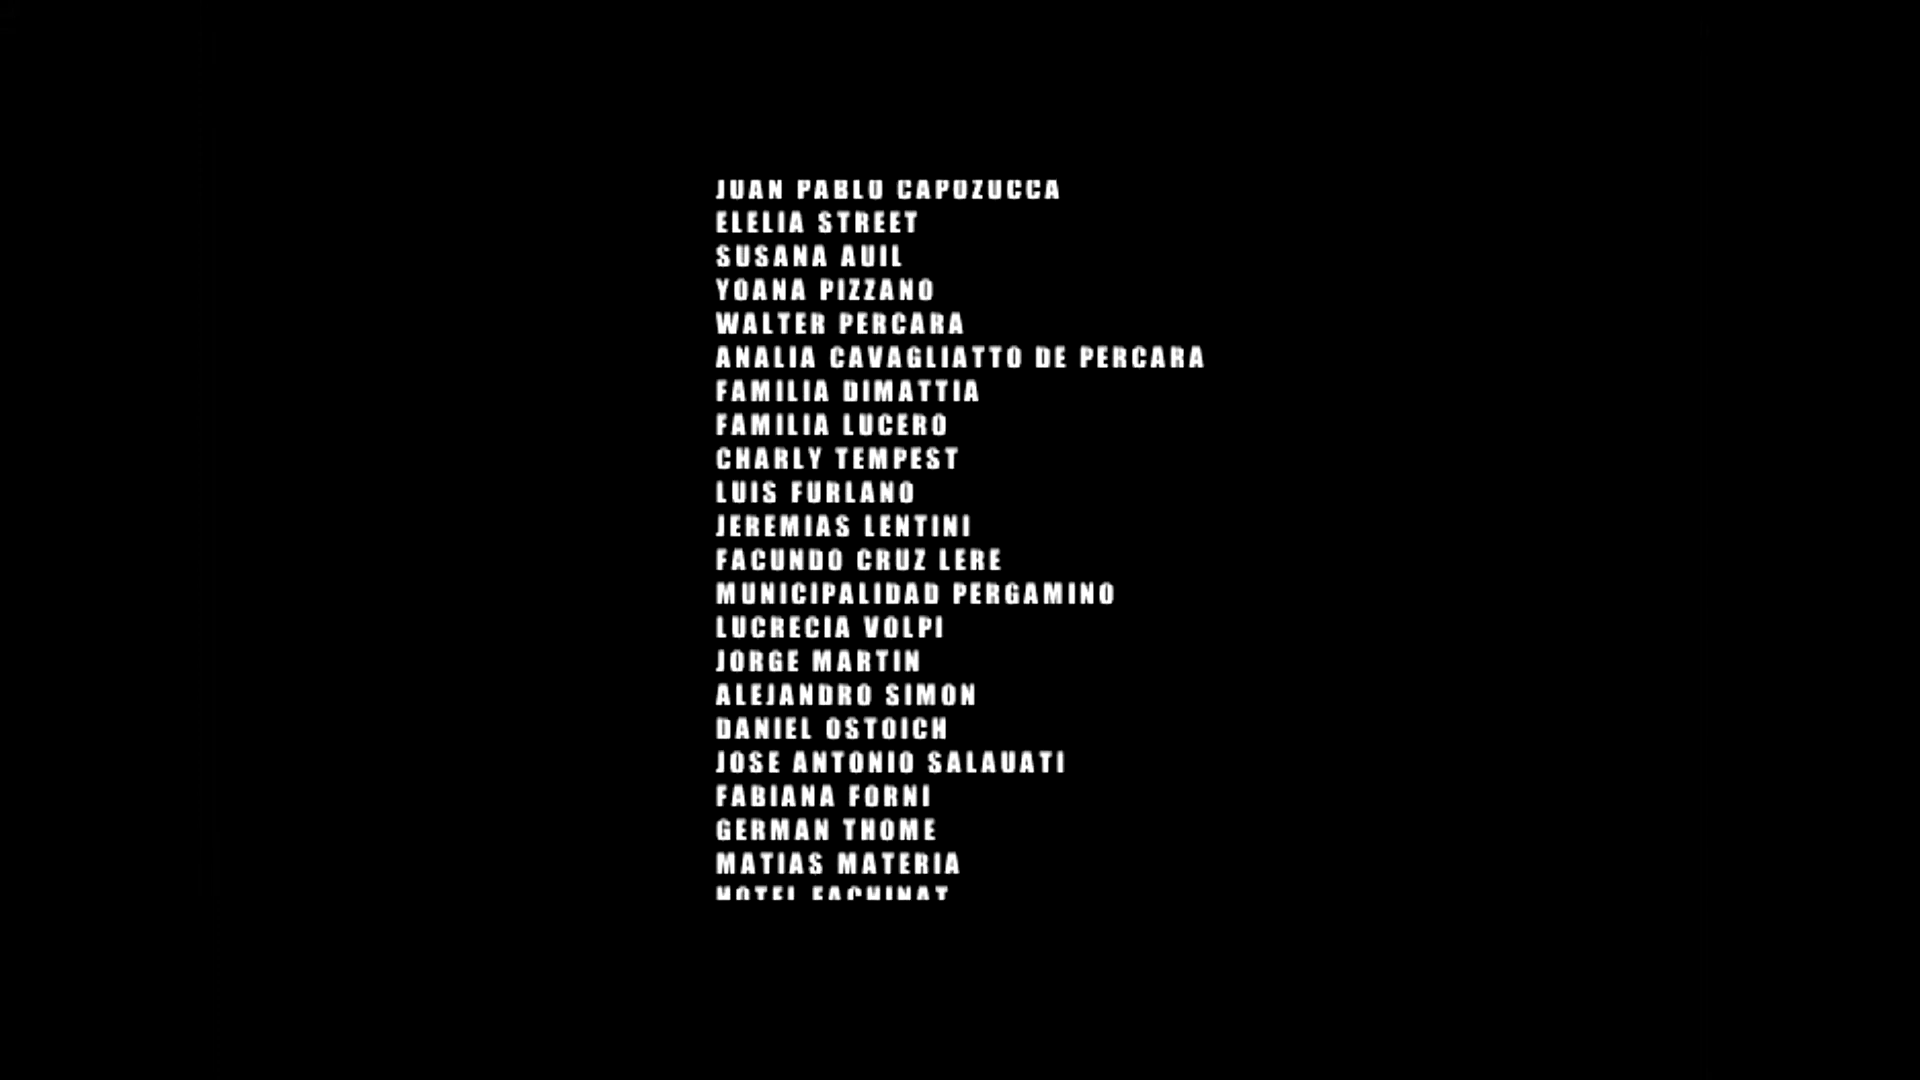 JUAN PABLO CAPOZUCCA
ELELIA STREET
SUSANA AUIL
YOANA PIZZANO
WALTER PERCARA
ANALIA CAVAGLIATTO DE PERCARA
FAMILIA DIMATTIA
FAMILIA LUCERO
CHARLY TEMPEST
LUIS FURLANO
JEREMIAS LENTINI
FACUNDO CRUZ LERE
MUNICIPALIDAD PERGAMINO
LUCRECIA VOLPI
JORGE MARTIN
ALEJANDRO SIMON
DANIEL OSTOICH
JOSE ANTONIO SALAUATI
FABIANA FORNI
GERMAN THOME
MATIAS MATERIA
HOTEL